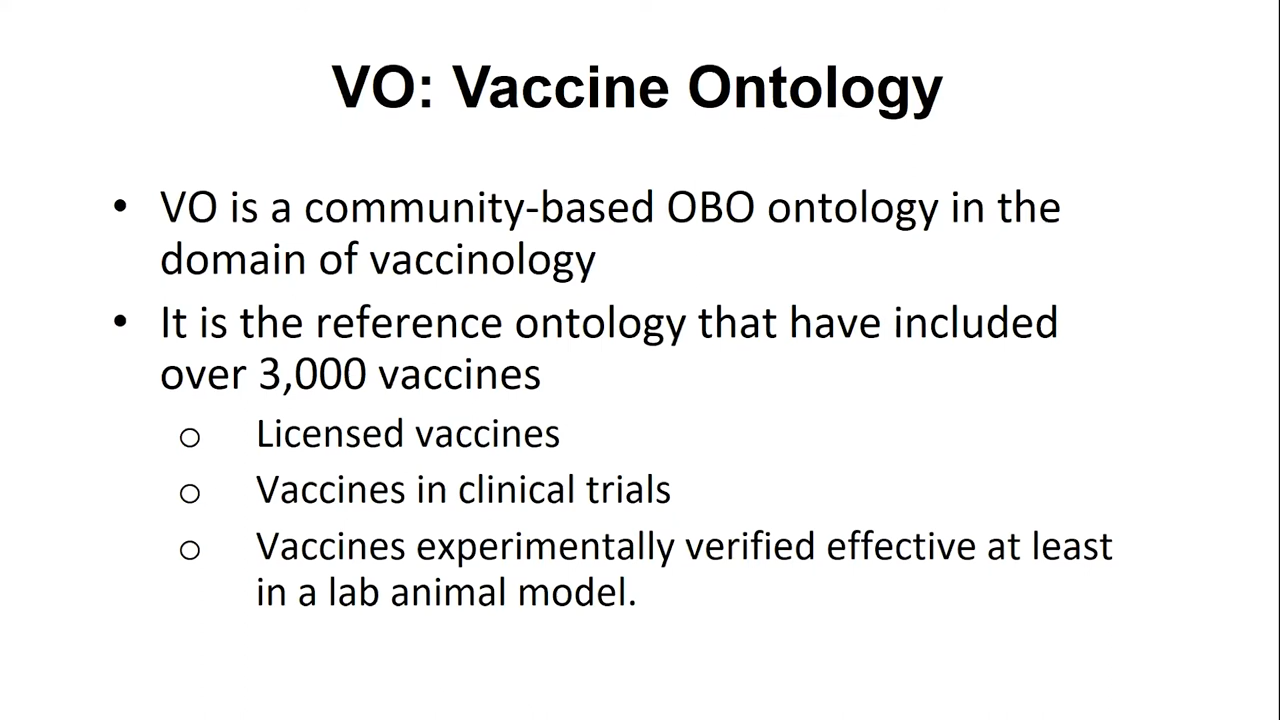 VO: Vaccine Ontology
• VO is a community-based OBO ontology in the
domain of vaccinology
• It is the reference ontology that have included
over 3,000 vaccines
o Licensed vaccines
o Vaccines in clinical trials
o Vaccines experimentally verified effective at least
in a lab animal model.